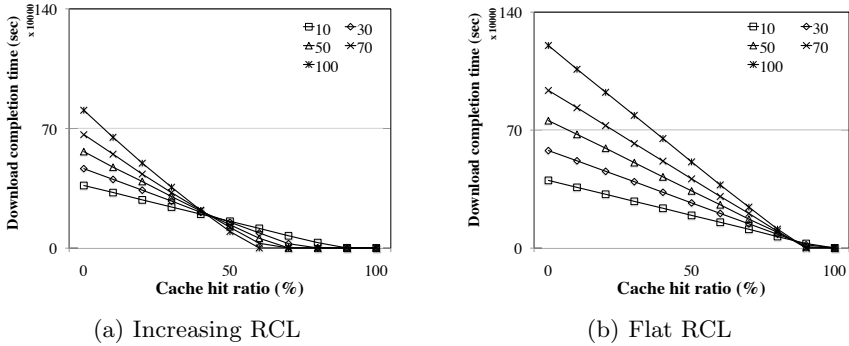 140
x 10000
10 30
50 70
100
70
0
Download completion time (sec)
0 50 100
Cache hit ratio (%)
(a) Increasing RCL
140
x 10000
10 30
50 70
100
70
0
Download completion time (sec)
0 50 100
Cache hit ratio (%)
(b) Flat RCL